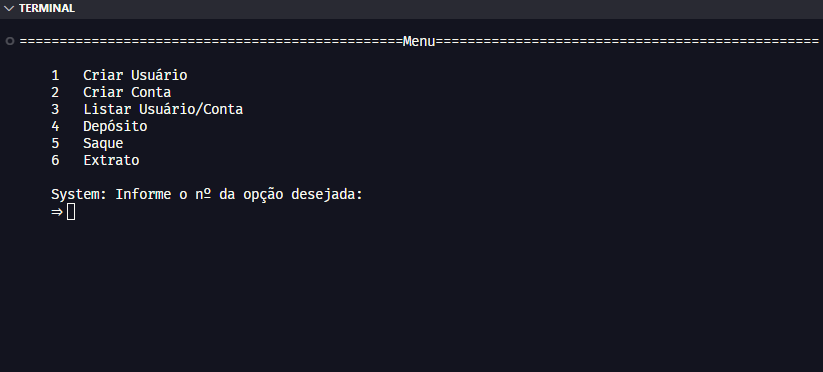 TERMINAL
================================================Menu================================================
1 Criar Usuário
2 Criar Conta
3 Listar Usuário/Conta
4 Depósito
5 Saque
6 Extrato
System: Informe o nº da opção desejada:
=>